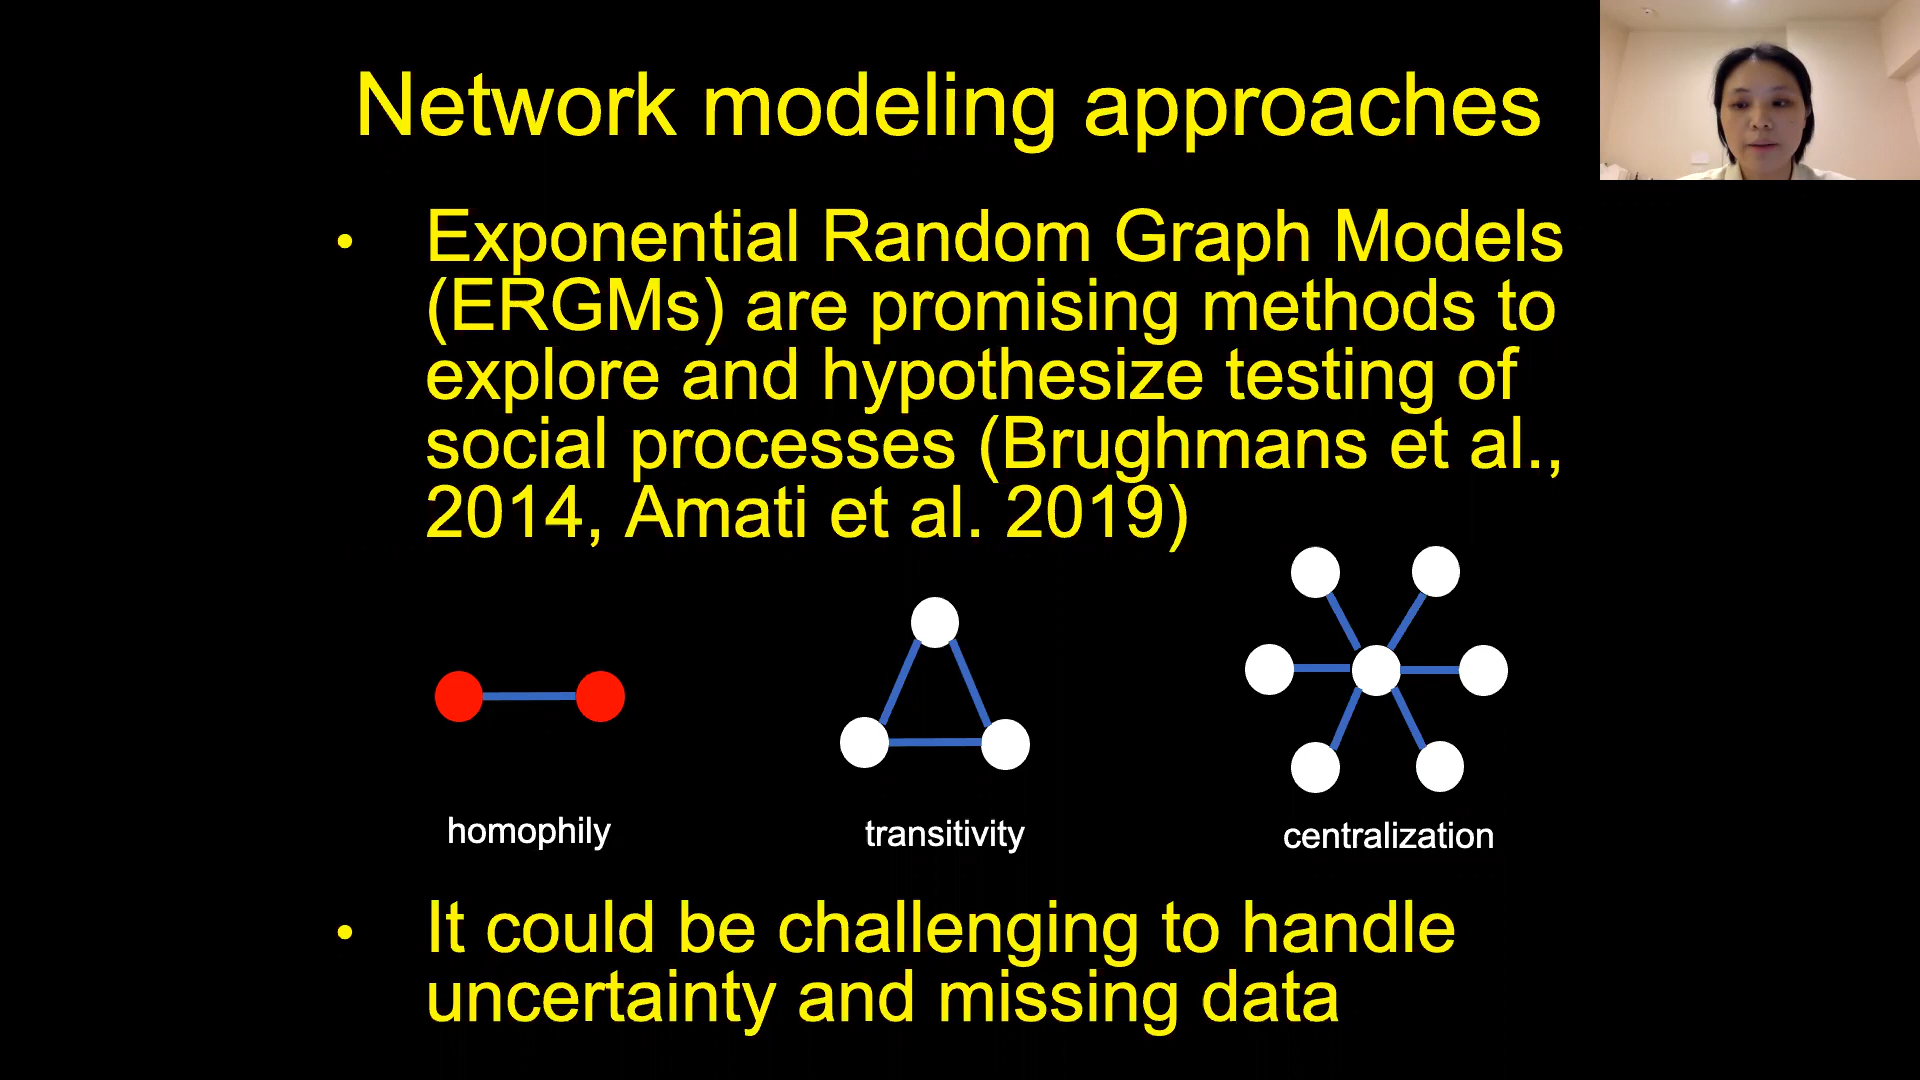 Network modeling approaches
• Exponential Random Graph Models
(ERGMs) are promising methods to
explore and hypothesize testing of
social processes (Brughmans et al.,
2014, Amati et al. 2019)
homophily
transitivity
centralization
• It could be challenging to handle
uncertainty and missing data